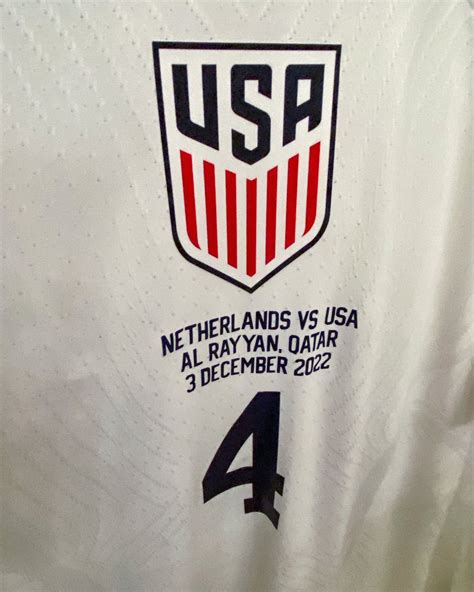 USA
NETHERLANDS VS USA
AL RAYYAN, QATAR
3 DECEMBER 2022
4